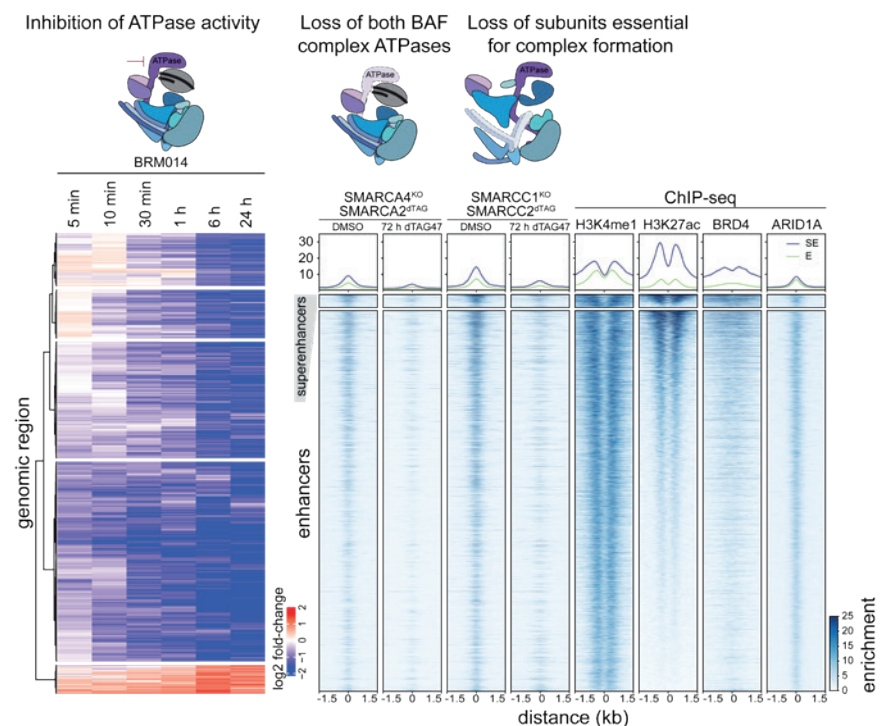 Inhibition of ATPase activity
Loss of both BAF
complex ATPases
Loss of subunits essential
for complex formation
ATPase
ATPase
ATPase
BRM014
5 min
10 min
30 min
1 h
6 h
24 h
SMARCA4KO
SMARCA2dTAG
SMARCC1KO
SMARCC2dTAG
ChIP-seq
DMSO
72 h dTAG47
DMSO
72 h dTAG47
H3K4me1
H3K27ac
BRD4
ARID1A
30
20
10
SE
E
genomic region
superenhancers
enhancers
log2 fold-change
2
1
0
−1
−2
enrichment
25
20
15
10
5
0
-1.5 0 1.5
-1.5 0 1.5
-1.5 0 1.5
-1.5 0 1.5
-1.5 0 1.5
-1.5 0 1.5
-1.5 0 1.5
-1.5 0 1.5
distance (kb)